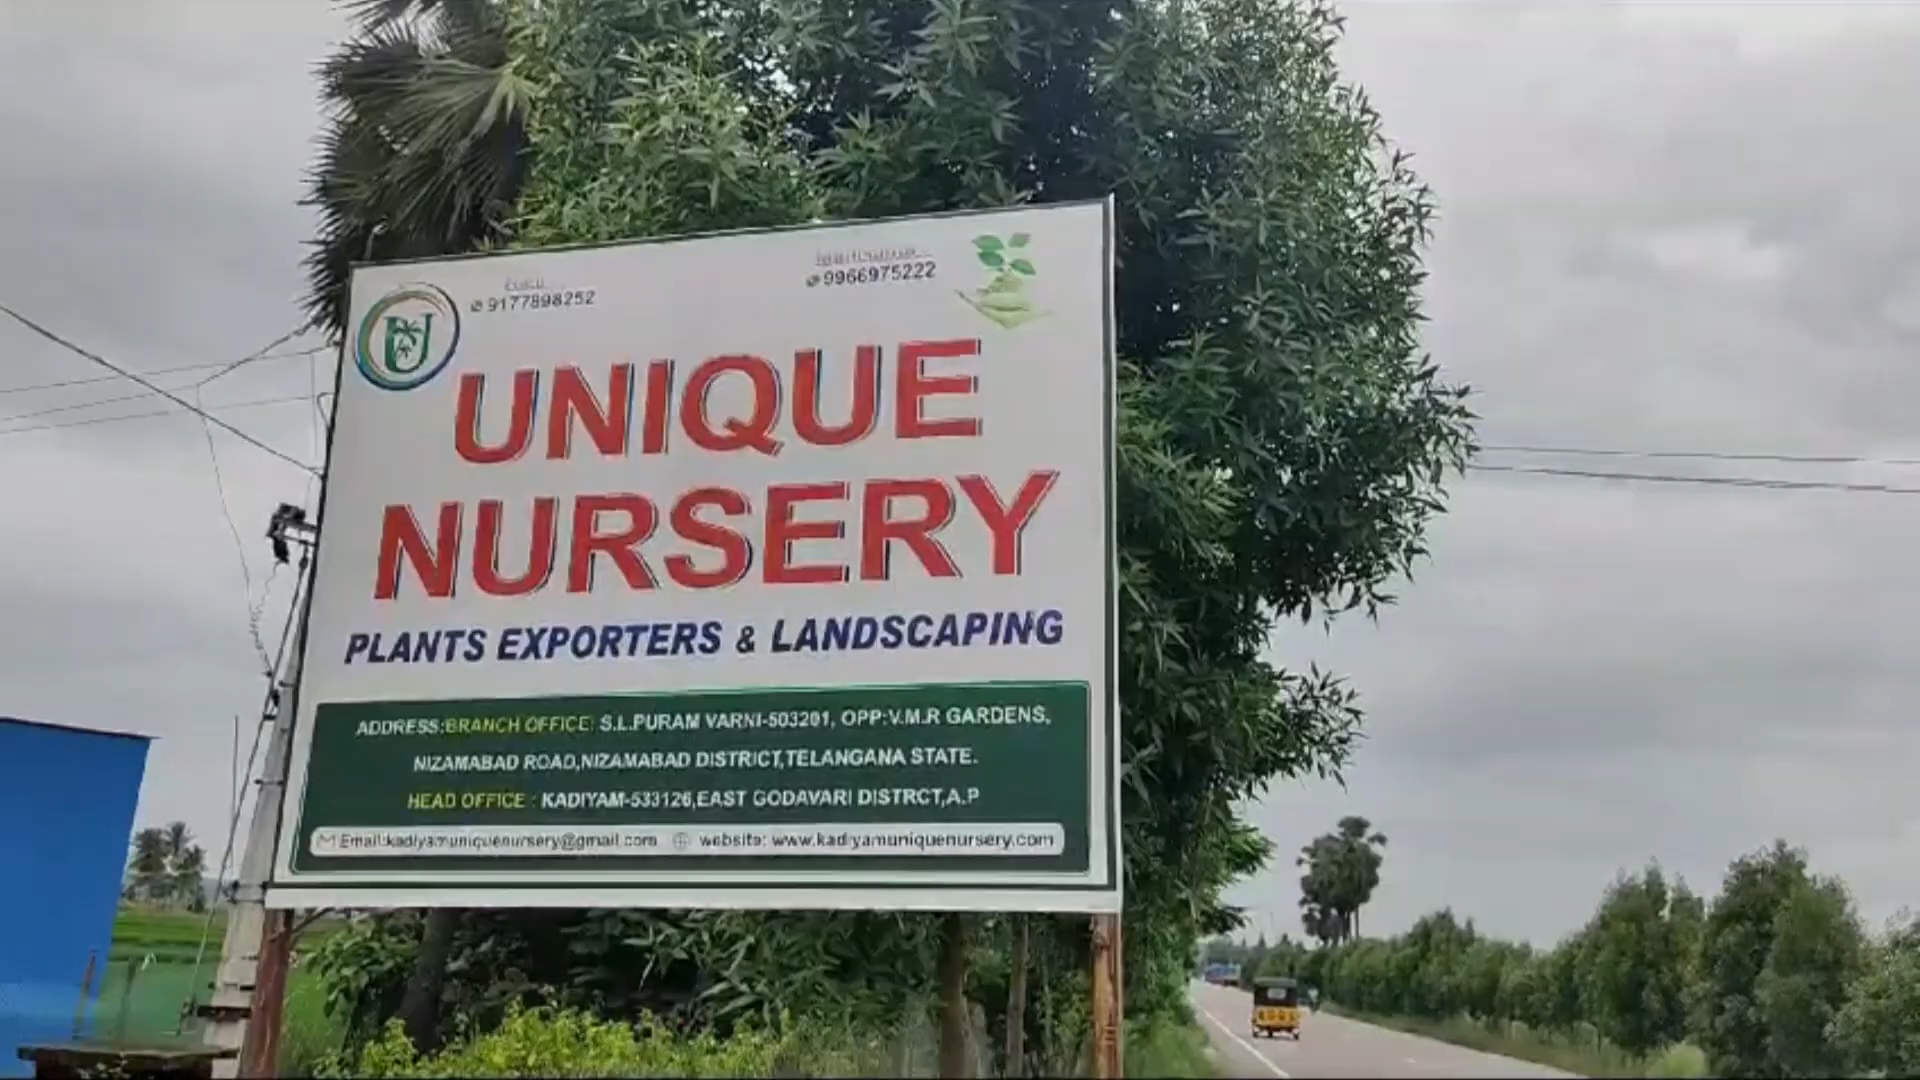 9177898252
9966975222
UNIQUE
NURSERY
PLANTS EXPORTERS & LANDSCAPING
ADDRESS:BRANCH OFFICE: S.L.PURAM VARNI-503201, OPP:V.M.R GARDENS,
NIZAMABAD ROAD,NIZAMABAD DISTRICT,TELANGANA STATE.
HEAD OFFICE : KADIYAM-533126,EAST GODAVARI DISTRCT,A.P
Email:kadiyamuniquenursery@gmail.com website: www.kadiyamuniquenursery.com